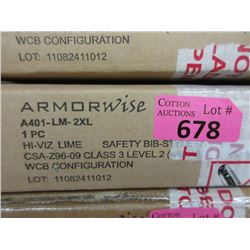 WCB CONFIGURATION
LOT: 11082411012
ARMORWise
A401-LM-2XL
1 PC
HI-VIZ LIME SAFETY BIB-ST
CSA-Z96-09 CLASS 3 LEVEL 2 (
WCB CONFIGURATION
LOT: 11082411012
COTTON AUCTIONS Lot #
678